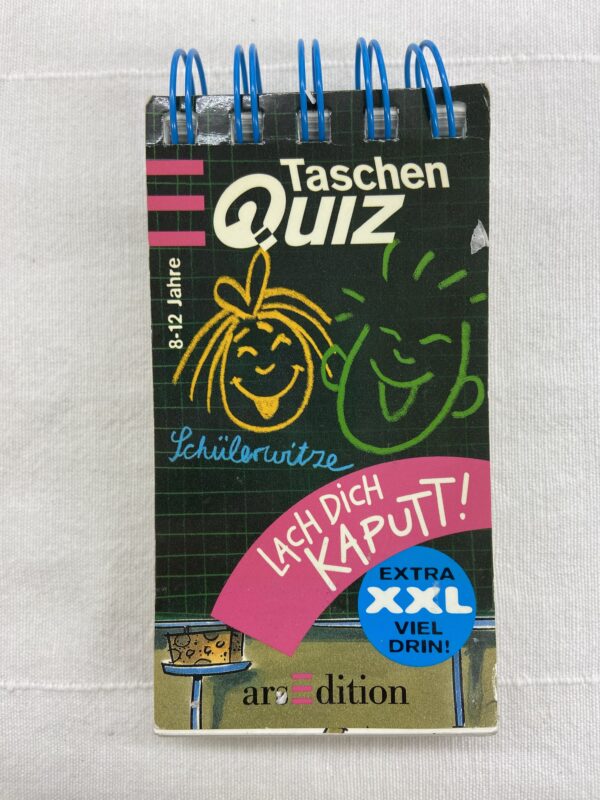 Taschen
Quiz
8-12 Jahre
Schülerwitze
LACH DICH
KAPUTT!
EXTRA
XXL
VIEL
DRIN!
arsEdition